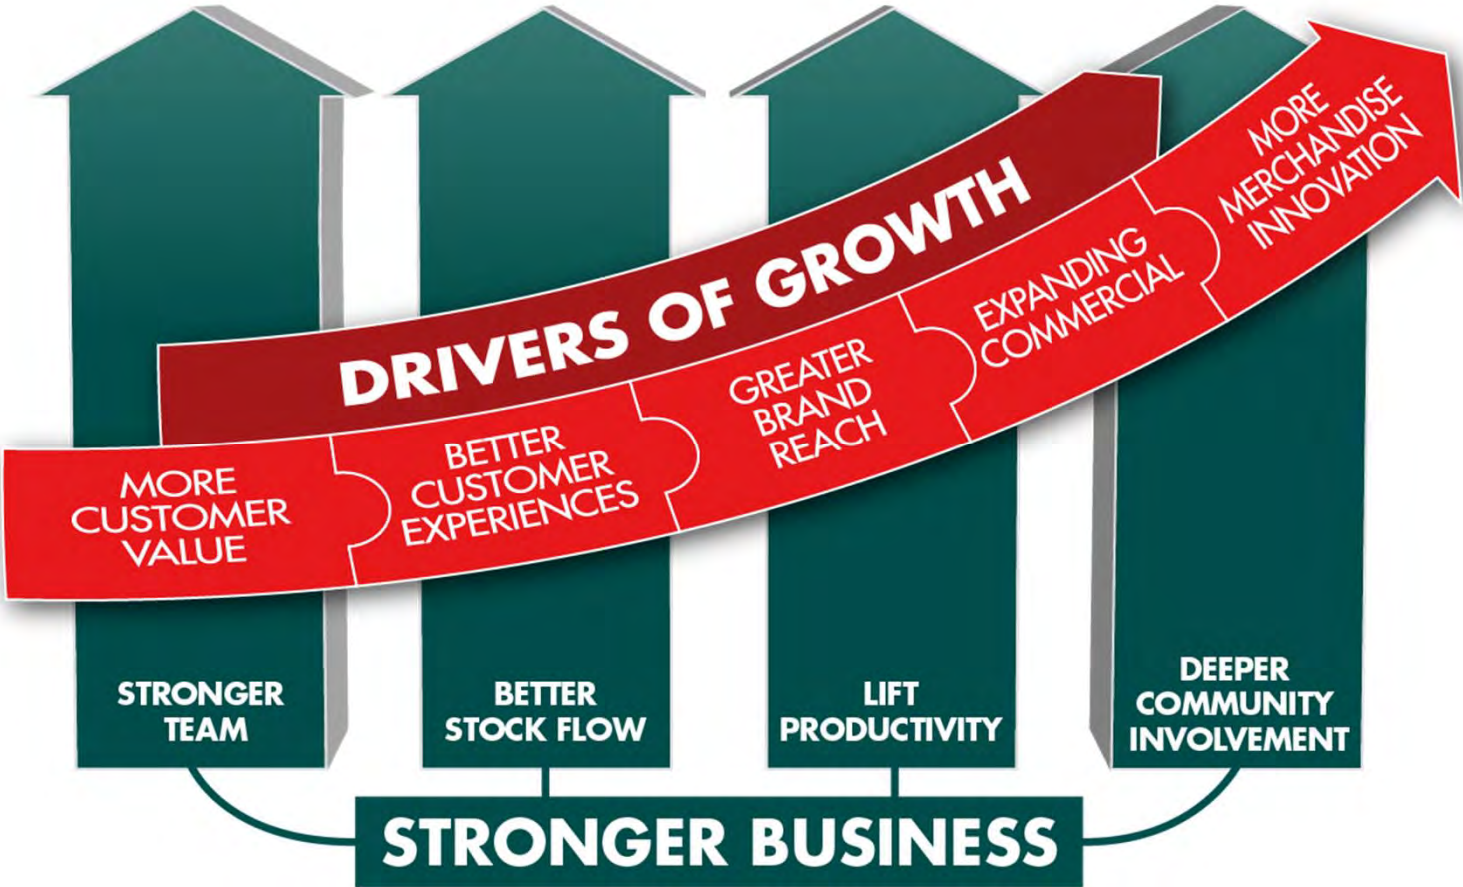 DRIVERS OF GROWTH
MORE
CUSTOMER
VALUE
BETTER
CUSTOMER
EXPERIENCES
GREATER
BRAND
REACH
EXPANDING
COMMERCIAL
MORE
MERCHANDISE
INNOVATION
STRONGER
TEAM
BETTER
STOCK FLOW
LIFT
PRODUCTIVITY
DEEPER
COMMUNITY
INVOLVEMENT
STRONGER BUSINESS